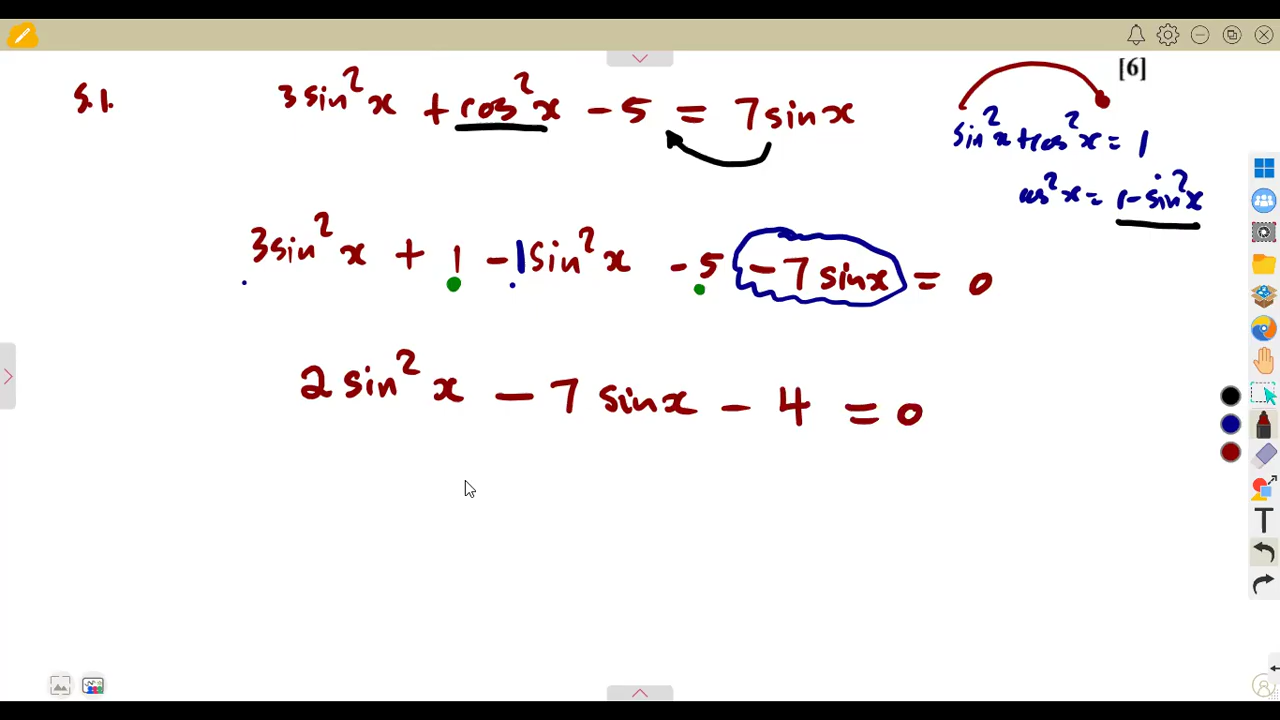 [6]
5.1. 3sin²x + cos²x - 5 = 7sinx
sin²x + cos²x = 1
cos²x = 1 - sin²x
3sin²x + 1 - 1sin²x - 5 - 7sinx = 0
2sin²x - 7sinx - 4 = 0
T